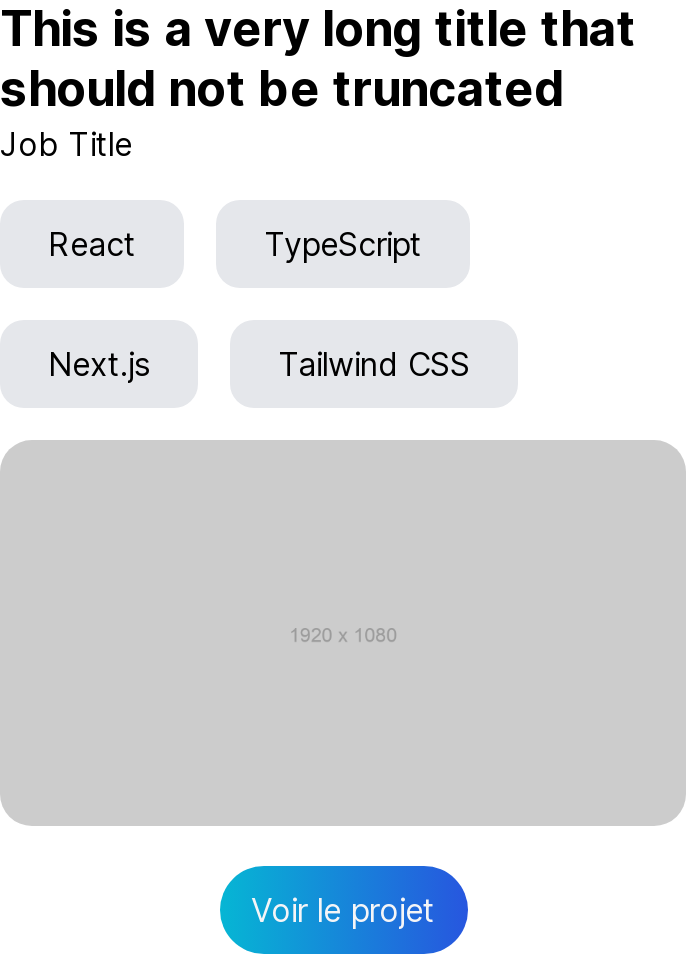 This is a very long title that
should not be truncated
Job Title
React
TypeScript
Next.js
Tailwind CSS
1920 x 1080
Voir le projet